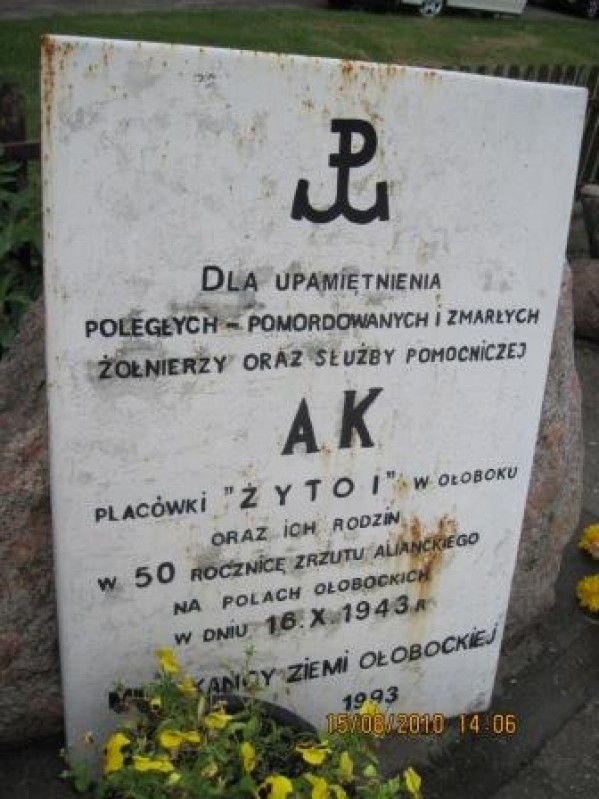 DLA UPAMIĘTNIENIA
POLEGŁYCH – POMORDOWANYCH I ZMARŁYCH
ŻOŁNIERZY ORAZ SŁUŻBY POMOCNICZEJ
AK
PLACÓWKI "ŻYTO I" W OŁOBOKU
ORAZ ICH RODZIN
W 50 ROCZNICĘ ZRZUTU ALIANCKIEGO
NA POLACH OŁOBOCKICH
W DNIU 16.X.1943 R
ZIEMI OŁOBOCKIEJ
1993
15/08/2010 14:06